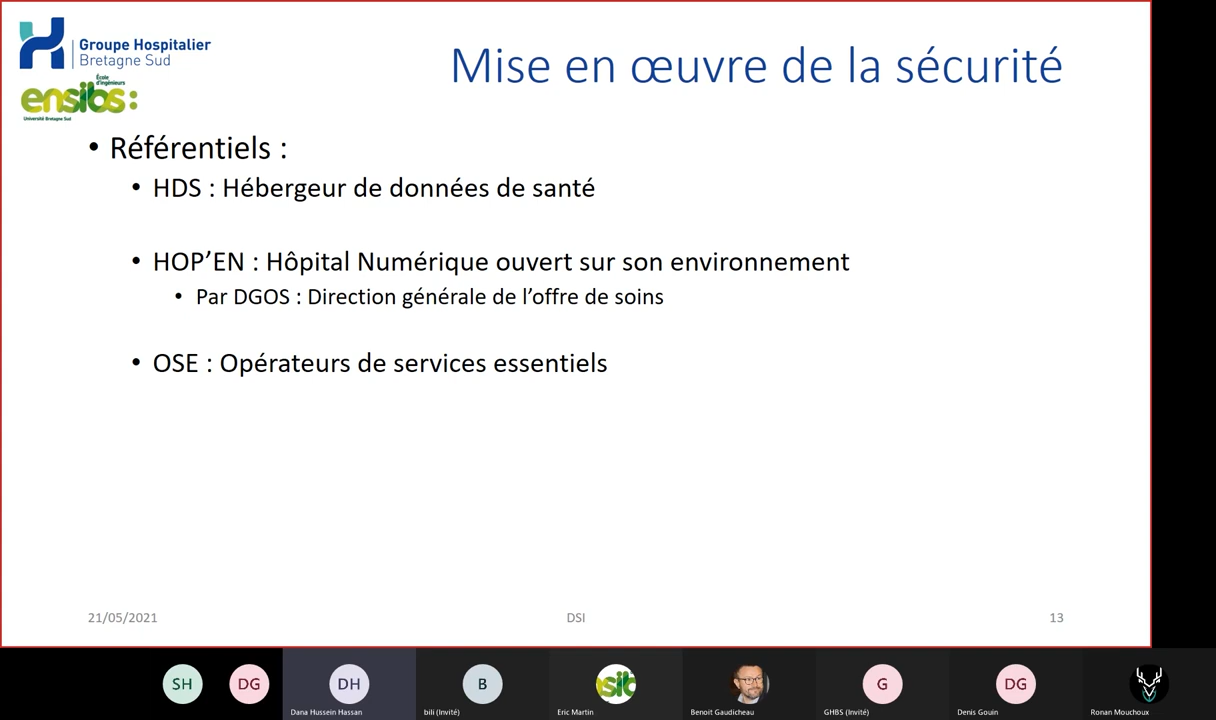 Groupe Hospitalier
Bretagne Sud
École
d'ingénieurs
ensibs:
Université Bretagne Sud
Mise en œuvre de la sécurité
• Référentiels :
• HDS : Hébergeur de données de santé
• HOP’EN : Hôpital Numérique ouvert sur son environnement
• Par DGOS : Direction générale de l’offre de soins
• OSE : Opérateurs de services essentiels
21/05/2021
DSI
13
SH
DG
DH
B
sib
G
DG
Dana Hussein Hassan
bili (Invité)
Eric Martin
Benoit Gaudicheau
GHBS (Invité)
Denis Gouin
Ronan Mouchoux